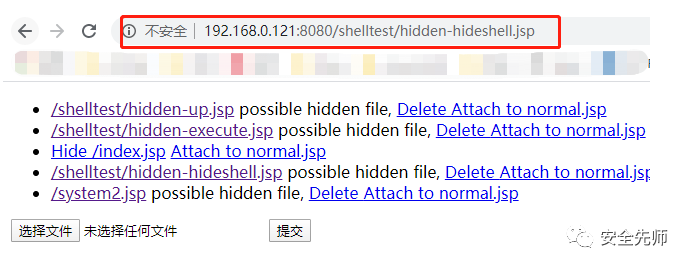 不安全 192.168.0.121:8080/shelltest/hidden-hideshell.jsp
/shelltest/hidden-up.jsp possible hidden file, Delete Attach to normal.jsp
/shelltest/hidden-execute.jsp possible hidden file, Delete Attach to normal.jsp
Hide /index.jsp Attach to normal.jsp
/shelltest/hidden-hideshell.jsp possible hidden file, Delete Attach to normal.jsp
/system2.jsp possible hidden file, Delete Attach to normal.jsp
选择文件 未选择任何文件 提交
安全先师